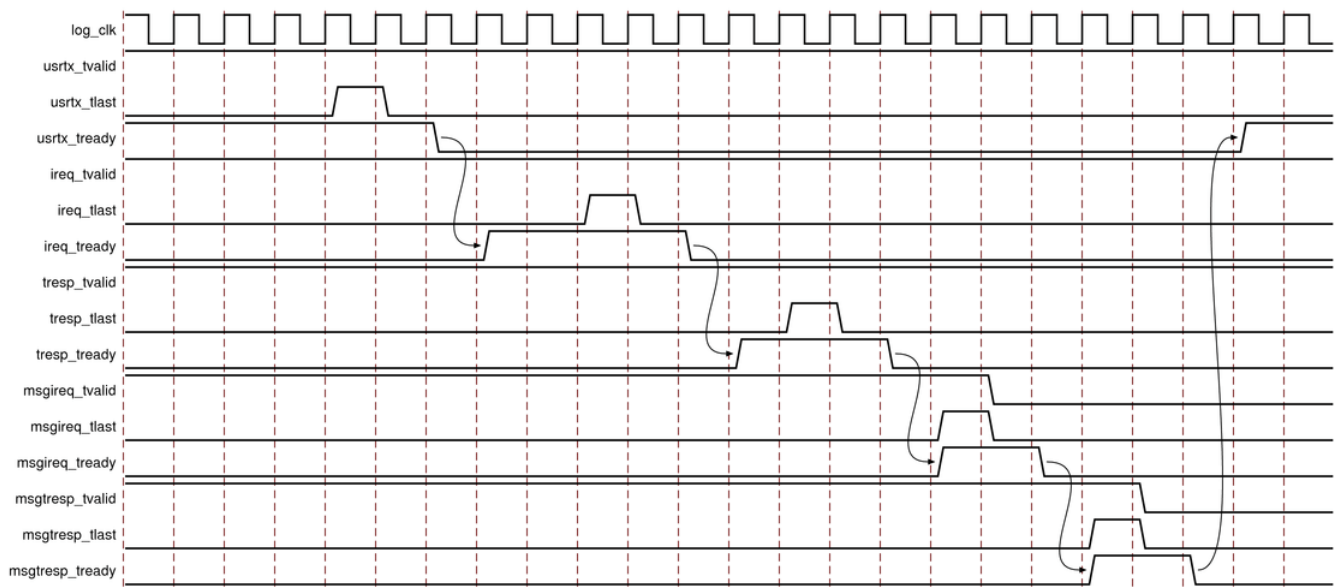 log_clk
usrtx_tvalid
usrtx_tlast
usrtx_tready
ireq_tvalid
ireq_tlast
ireq_tready
tresp_tvalid
tresp_tlast
tresp_tready
msgireq_tvalid
msgireq_tlast
msgireq_tready
msgtresp_tvalid
msgtresp_tlast
msgtresp_tready